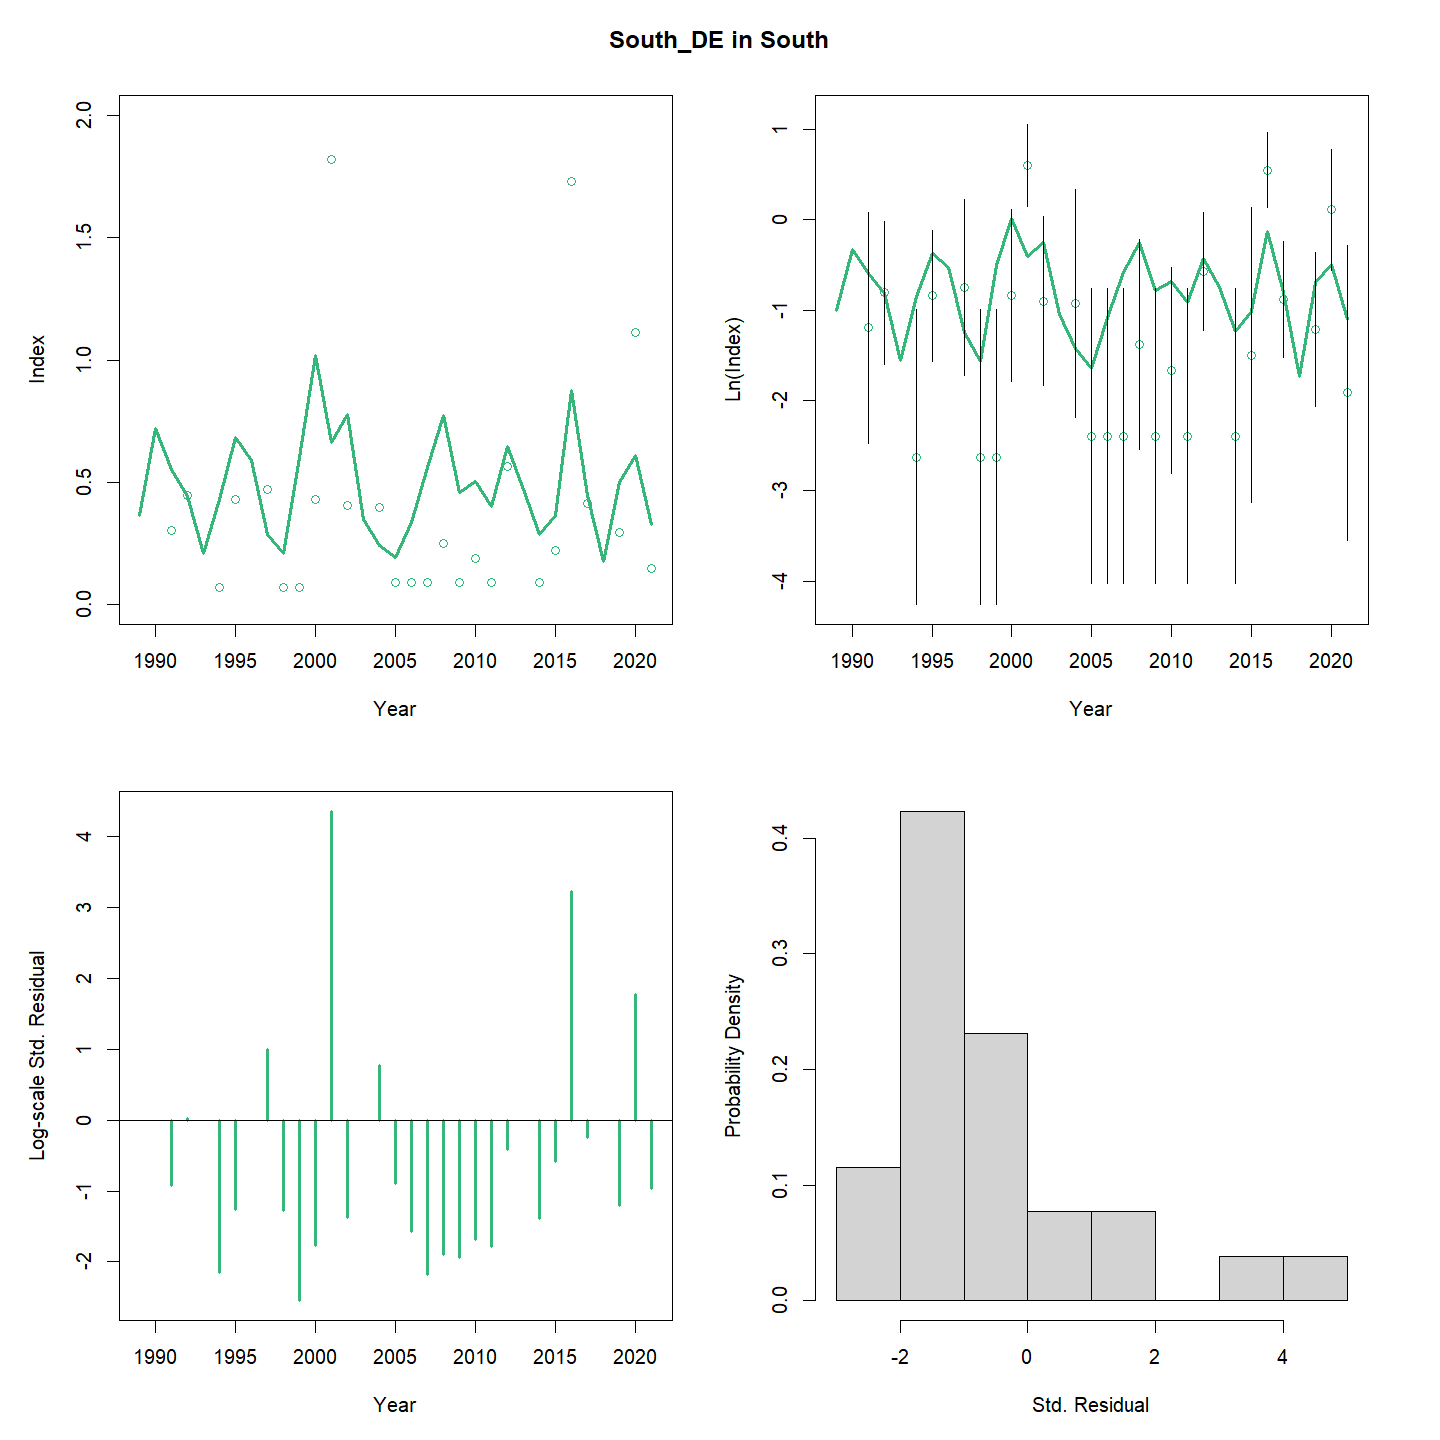 South_DE in South
Index
0.0 0.5 1.0 1.5 2.0
1990 1995 2000 2005 2010 2015 2020
Year
Ln(Index)
-4 -3 -2 -1 0 1
1990 1995 2000 2005 2010 2015 2020
Year
Log-scale Std. Residual
-2 -1 0 1 2 3 4
1990 1995 2000 2005 2010 2015 2020
Year
Probability Density
0.0 0.1 0.2 0.3 0.4
-2 0 2 4
Std. Residual